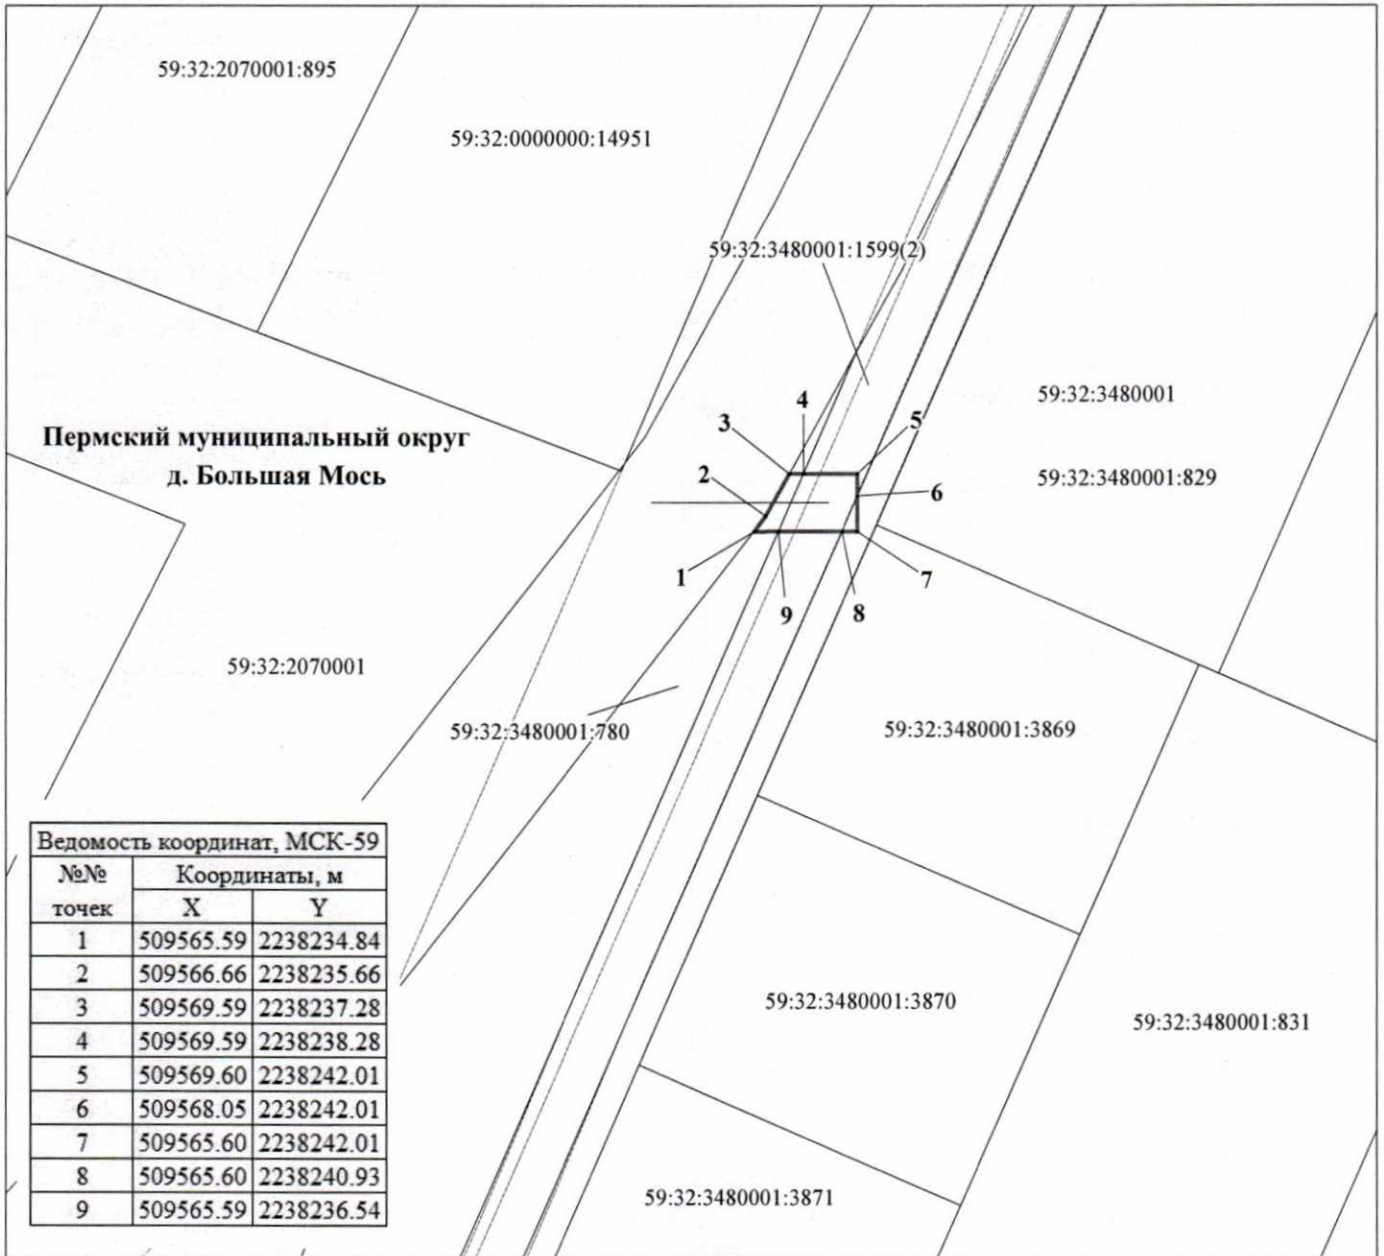 59:32:2070001:895
59:32:0000000:14951
59:32:3480001:1599(2)
59:32:3480001
59:32:3480001:829
Пермский муниципальный округ
д. Большая Мось
3
4
5
2
6
1
7
9
8
59:32:2070001
59:32:3480001:780
59:32:3480001:3869
59:32:3480001:3870
59:32:3480001:831
59:32:3480001:3871
Ведомость координат, МСК-59
№№ точек Координаты, м
X Y
1 509565.59 2238234.84
2 509566.66 2238235.66
3 509569.59 2238237.28
4 509569.59 2238238.28
5 509569.60 2238242.01
6 509568.05 2238242.01
7 509565.60 2238242.01
8 509565.60 2238240.93
9 509565.59 2238236.54